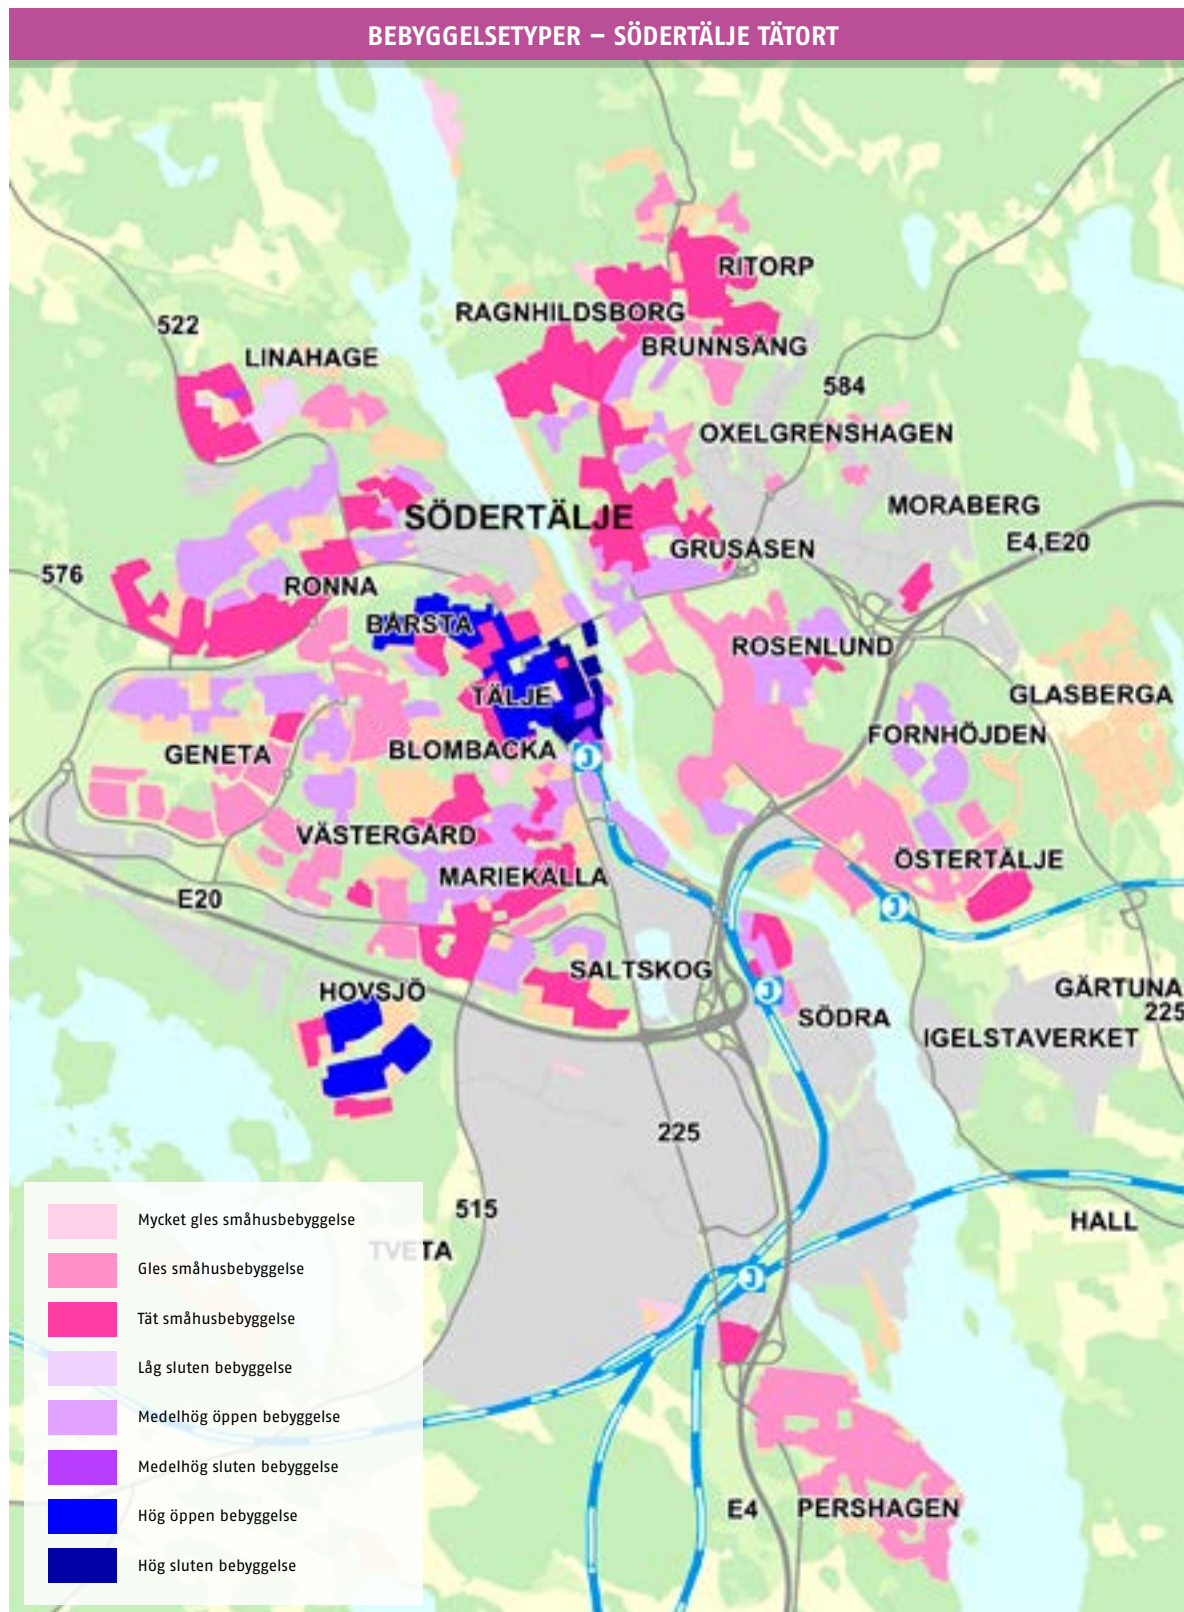 BEBYGGELSETYPER – SÖDERTÄLJE TÄTORT
RITORP
RAGNHILDSBORG
522
BRUNNSÄNG
LINAHAGE
584
OXELGRENSHAGEN
MORABERG
SÖDERTÄLJE
E4,E20
GRUSÅSEN
576
RONNA
BÅRSTA
ROSENLUND
TÄLJE
GLASBERGA
FORNHÖJDEN
BLOMBACKA
GENETA
J
VÄSTERGÅRD
ÖSTERTÄLJE
MARIEKÄLLA
E20
J
SALTSKOG
HOVSJÖ
J
GÄRTUNA
225
SÖDRA
IGELSTAVERKET
225
515
HALL
TVETA
J
E4
PERSHAGEN
Mycket gles småhusbebyggelse
Gles småhusbebyggelse
Tät småhusbebyggelse
Låg sluten bebyggelse
Medelhög öppen bebyggelse
Medelhög sluten bebyggelse
Hög öppen bebyggelse
Hög sluten bebyggelse